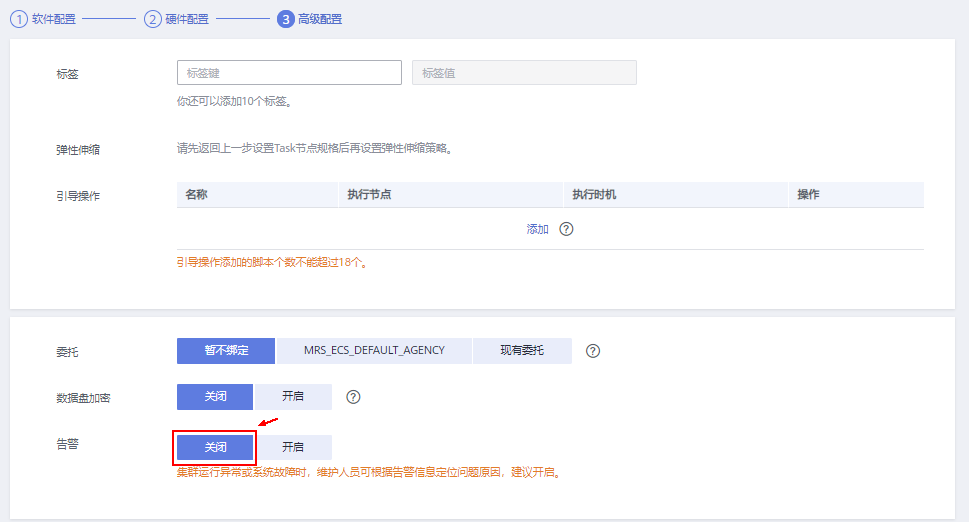 1 软件配置 2 硬件配置 3 高级配置
标签 标签键 标签值
你还可以添加10个标签。
弹性伸缩 请先返回上一步设置Task节点规格后再设置弹性伸缩策略。
引导操作 名称 执行节点 执行时机 操作
添加 ?
引导操作添加的脚本个数不能超过18个。
委托 暂不绑定 MRS_ECS_DEFAULT_AGENCY 现有委托 ?
数据盘加密 关闭 开启 ?
告警 关闭 开启
集群运行异常或系统故障时，维护人员可根据告警信息定位问题原因，建议开启。